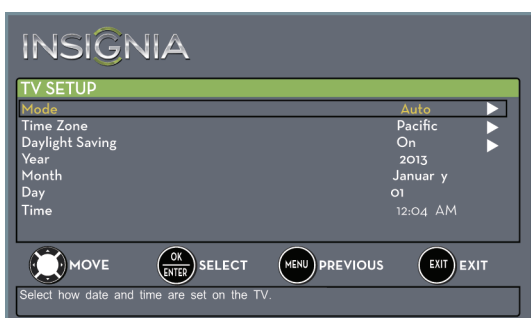 INSIGNIA
TV SETUP
Mode Auto
Time Zone Pacific
Daylight Saving On
Year 2013
Month Januar y
Day 01
Time 12:04 AM
MOVE OK ENTER SELECT MENU PREVIOUS EXIT EXIT
Select how date and time are set on the TV.